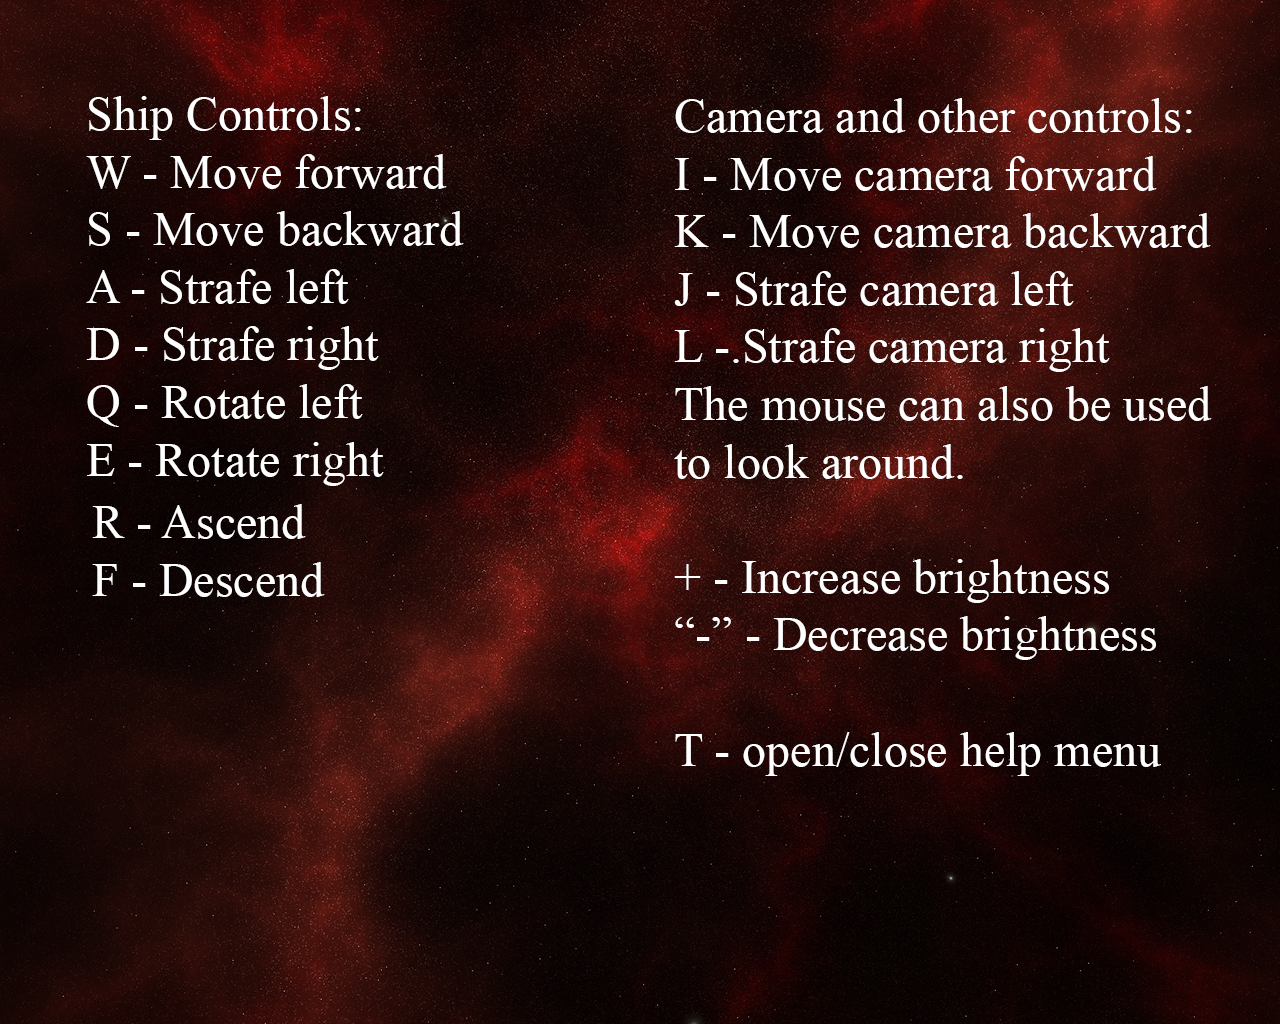 Ship Controls:
W - Move forward
S - Move backward
A - Strafe left
D - Strafe right
Q - Rotate left
E - Rotate right
R - Ascend
F - Descend
Camera and other controls:
I - Move camera forward
K - Move camera backward
J - Strafe camera left
L -.Strafe camera right
The mouse can also be used
to look around.
+ - Increase brightness
“-” - Decrease brightness
T - open/close help menu